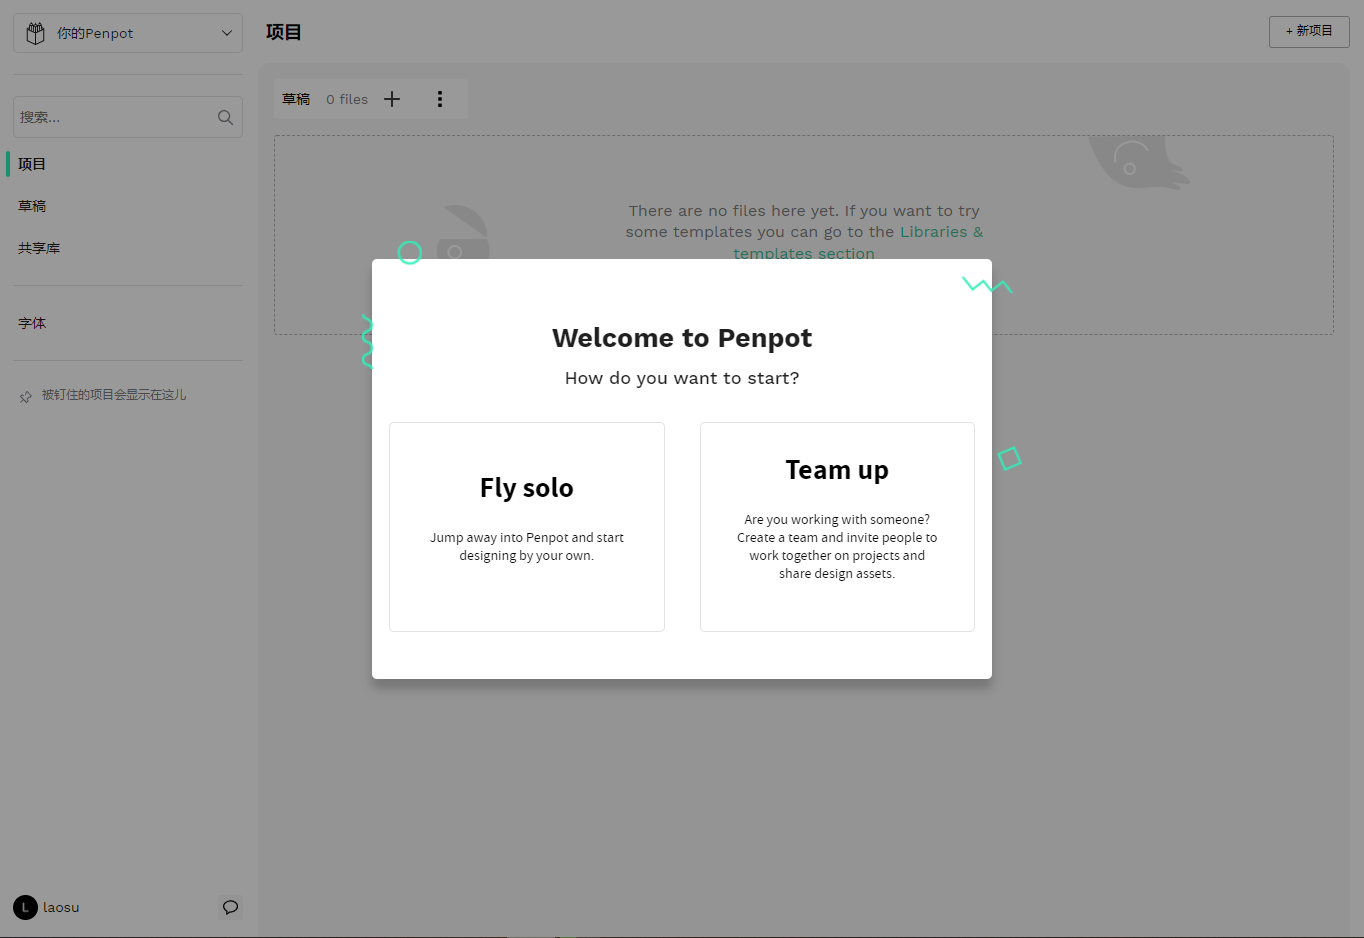 你的Penpot
项目
+ 新项目
搜索...
草稿 0 files
项目
草稿
共享库
字体
被钉住的项目会显示在这儿
There are no files here yet. If you want to try
some templates you can go to the Libraries &
templates section
Welcome to Penpot
How do you want to start?
Fly solo
Jump away into Penpot and start
designing by your own.
Team up
Are you working with someone?
Create a team and invite people to
work together on projects and
share design assets.
L laosu